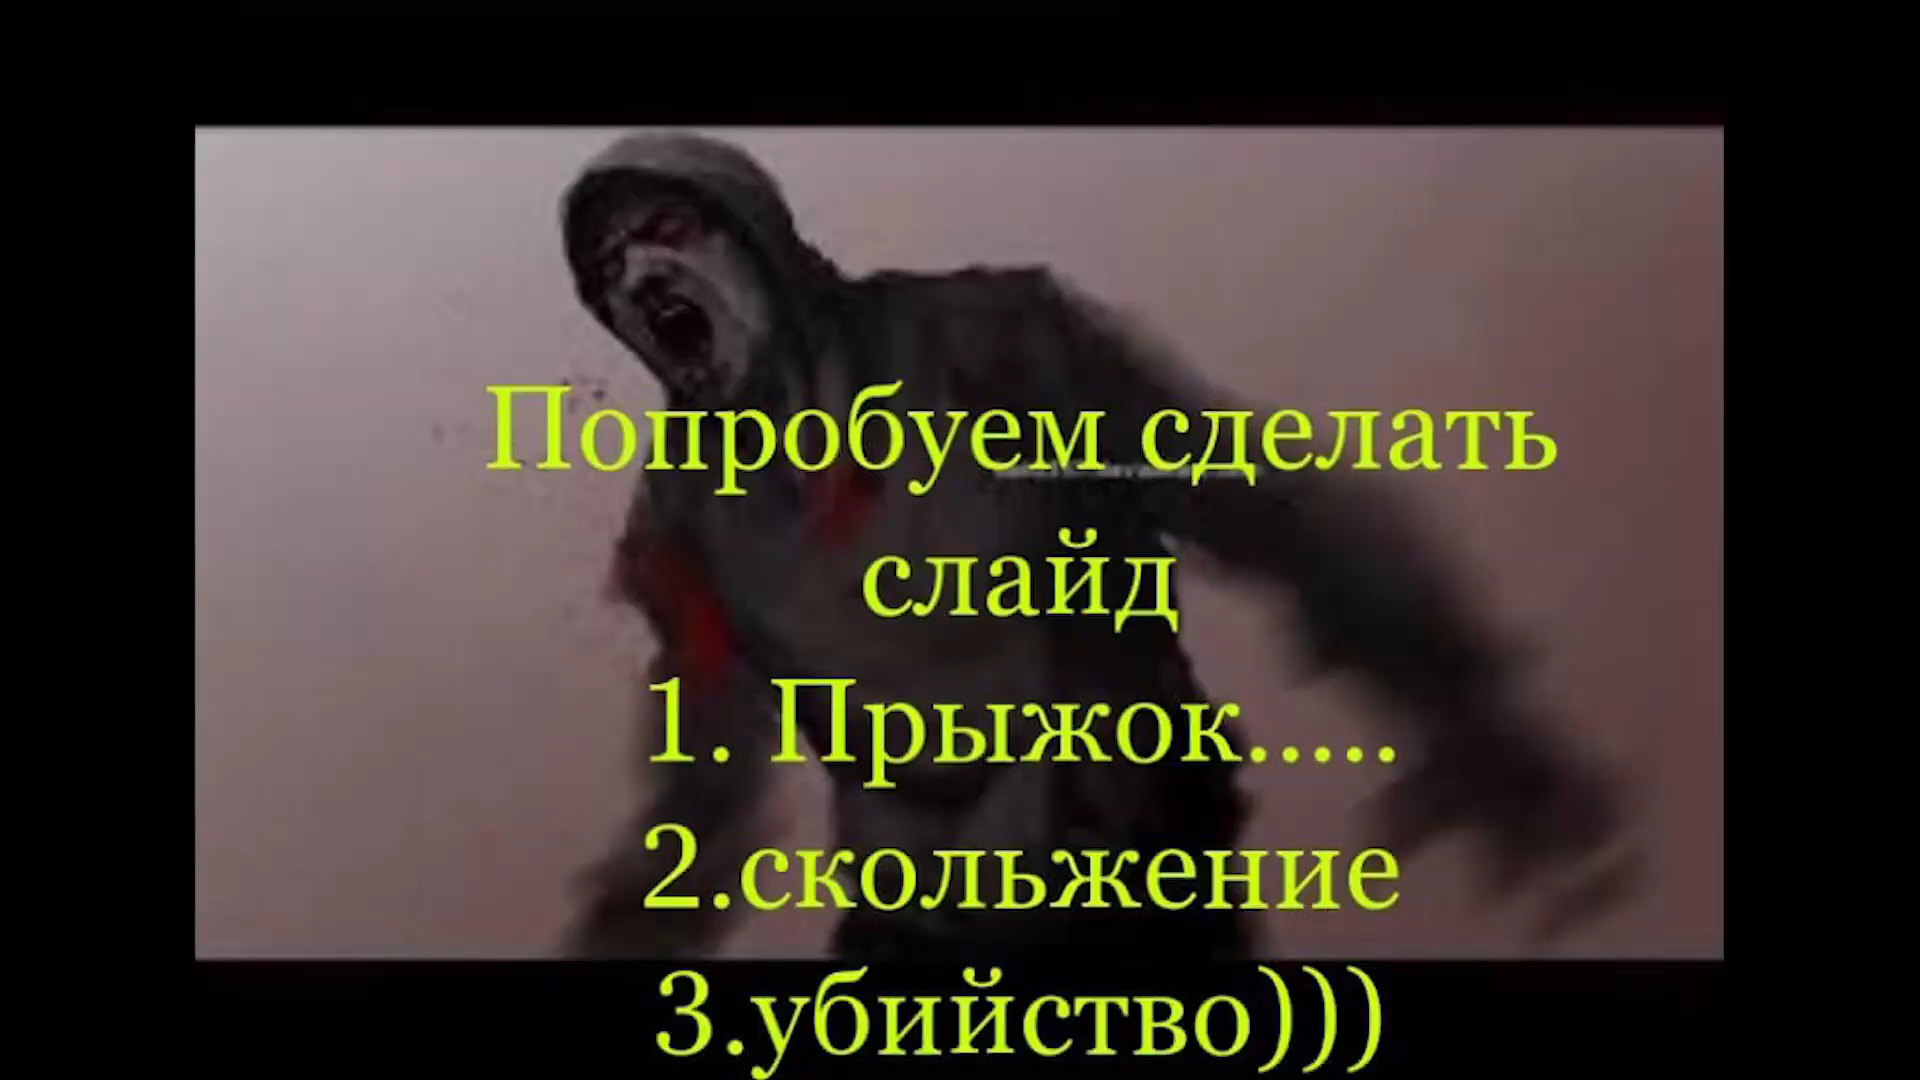 Попробуем сделать
слайд
1. Прыжок.....
2.скольжение
3.убийство)))